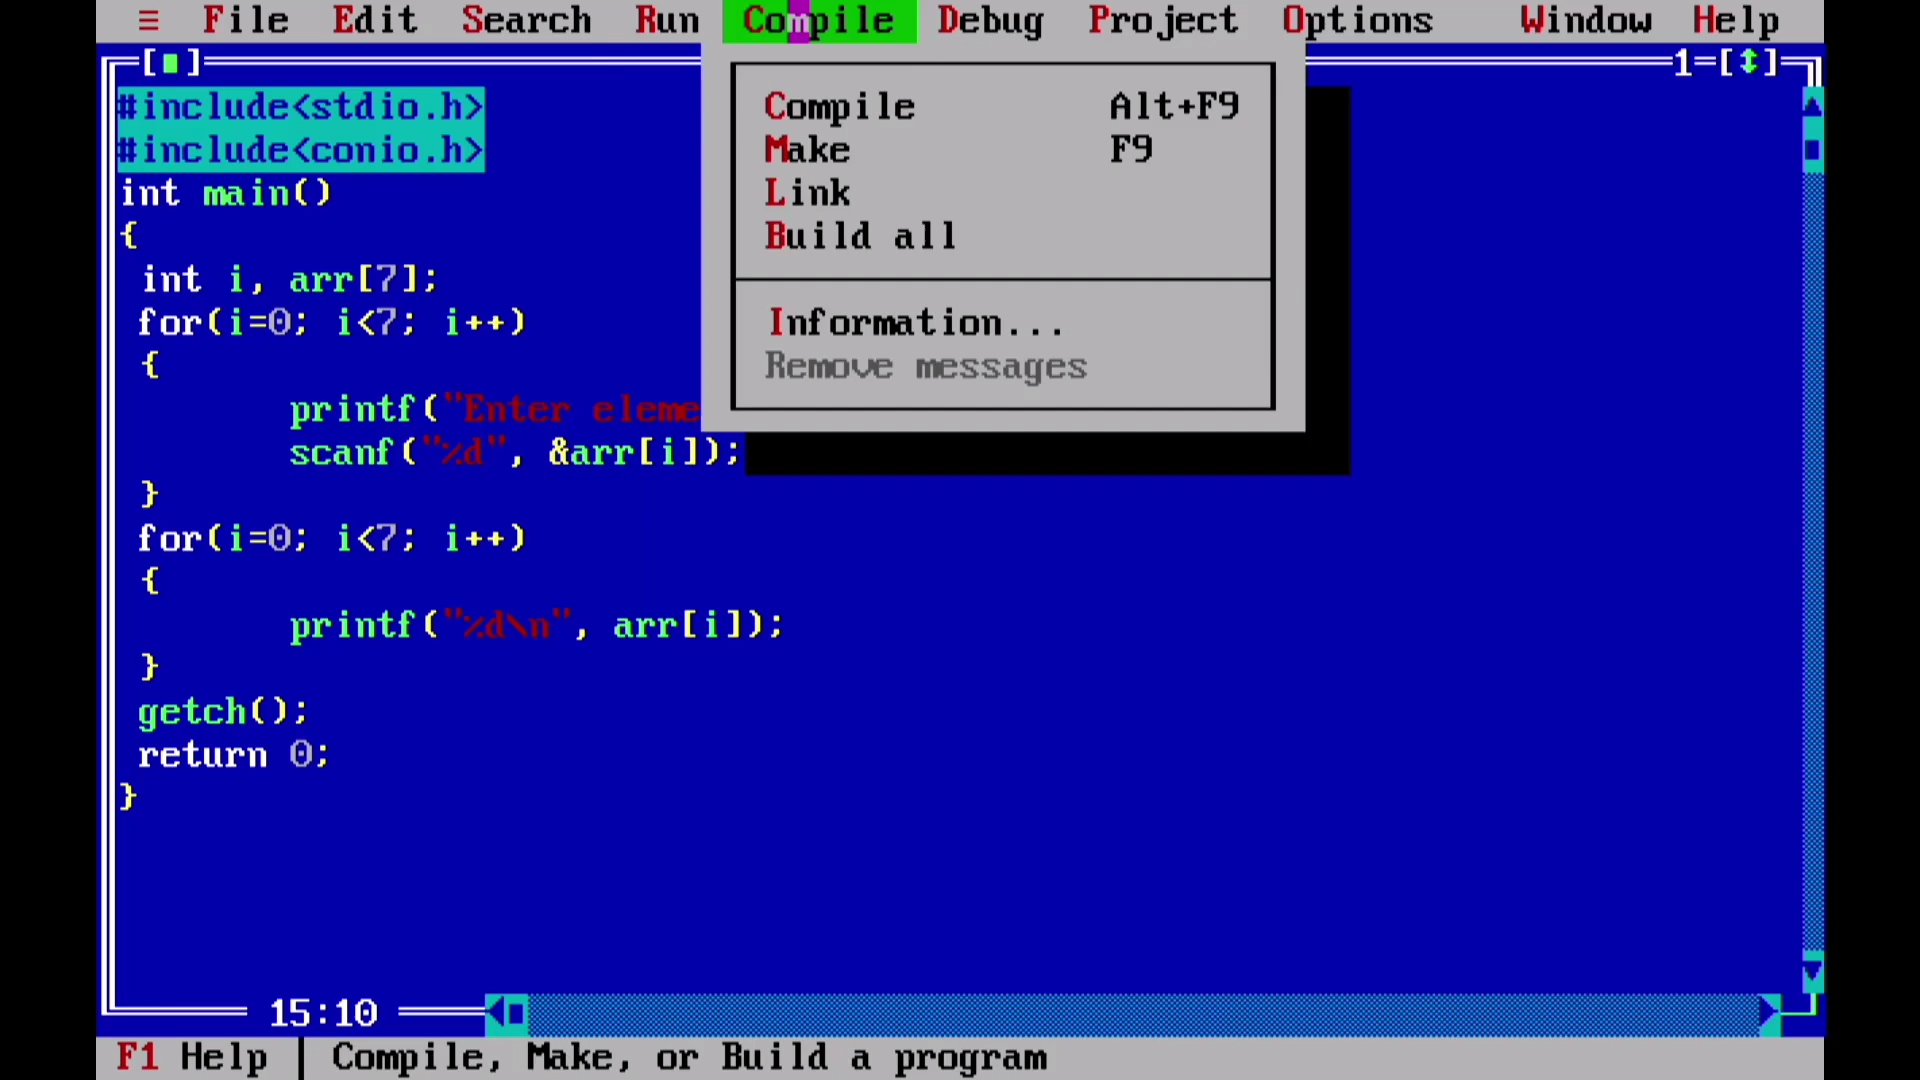 ≡ File Edit Search Run Compile Debug Project Options Window Help
[■] 1=[↕]
#include<stdio.h>
#include<conio.h>
int main()
{
int i, arr[7];
for(i=0; i<7; i++)
{
printf("Enter eleme
scanf("%d", &arr[i]);
}
for(i=0; i<7; i++)
{
printf("%d\n", arr[i]);
}
getch();
return 0;
}
Compile Alt+F9
Make F9
Link
Build all
Information...
Remove messages
15:10
F1 Help | Compile, Make, or Build a program